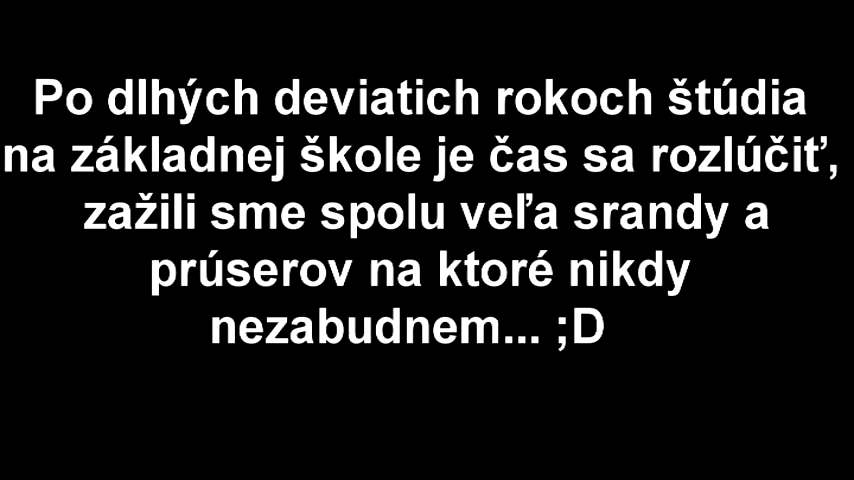 Po dlhých deviatich rokoch štúdia
na základnej škole je čas sa rozlúčiť,
zažili sme spolu veľa srandy a
prúserov na ktoré nikdy
nezabudnem... ;D